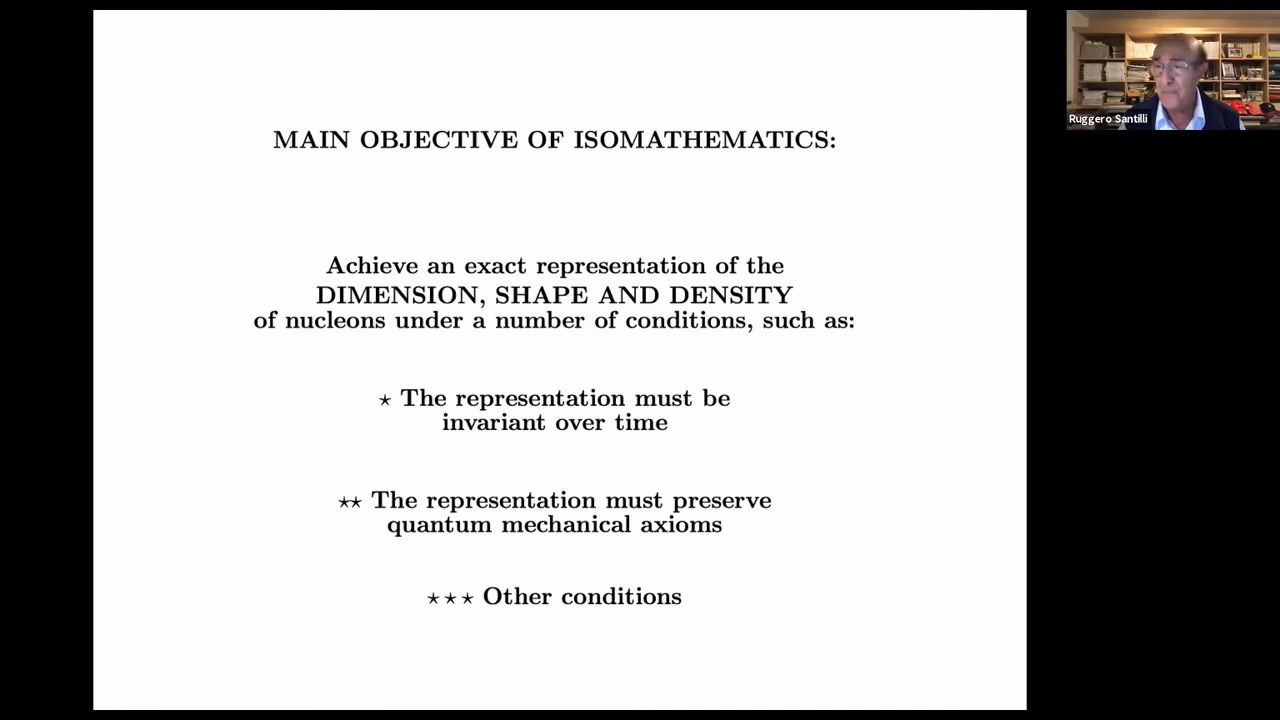 MAIN OBJECTIVE OF ISOMATHEMATICS:
Achieve an exact representation of the
DIMENSION, SHAPE AND DENSITY
of nucleons under a number of conditions, such as:
⋆ The representation must be
invariant over time
⋆⋆ The representation must preserve
quantum mechanical axioms
⋆⋆⋆ Other conditions
Ruggero Santilli